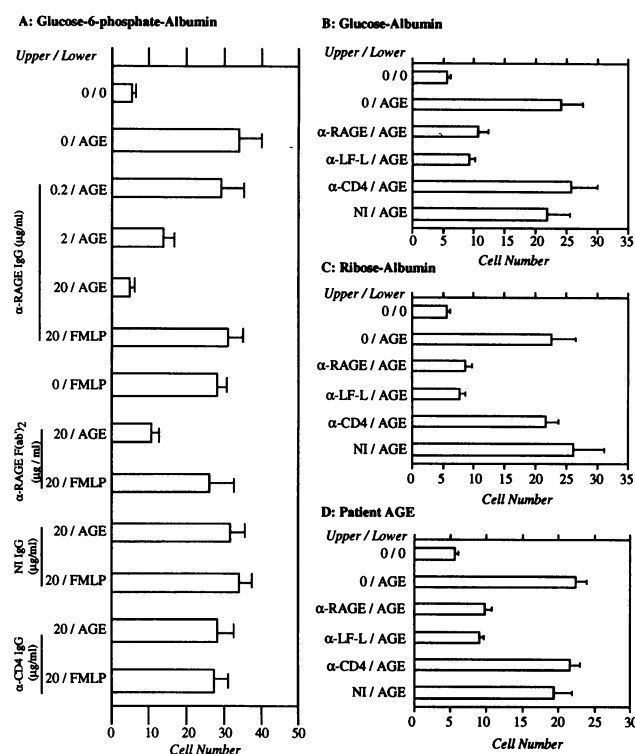 A: Glucose-6-phosphate-Albumin
Upper / Lower
0 / 0
0 / AGE
α-RAGE IgG (µg/ml)
0.2 / AGE
2 / AGE
20 / AGE
20 / FMLP
0 / FMLP
α-RAGE F(ab')2
(µg / ml)
20 / AGE
20 / FMLP
NI IgG
(µg/ml)
20 / AGE
20 / FMLP
α-CD4 IgG
(µg/ml)
20 / AGE
20 / FMLP
0 10 20 30 40 50
Cell Number
B: Glucose-Albumin
Upper / Lower
0 / 0
0 / AGE
α-RAGE / AGE
α-LF-L / AGE
α-CD4 / AGE
NI / AGE
0 5 10 15 20 25 30 35
Cell Number
C: Ribose-Albumin
Upper / Lower
0 / 0
0 / AGE
α-RAGE / AGE
α-LF-L / AGE
α-CD4 / AGE
NI / AGE
0 5 10 15 20 25 30 35
Cell Number
D: Patient AGE
Upper / Lower
0 / 0
0 / AGE
α-RAGE / AGE
α-LF-L / AGE
α-CD4 / AGE
NI / AGE
0 5 10 15 20 25 30
Cell Number